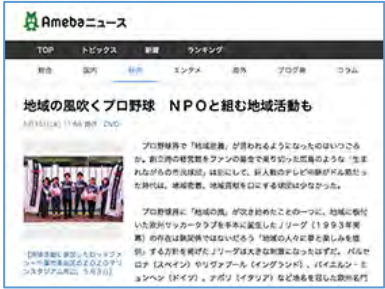 Amebaニュース
TOP トピックス 新着 ランキング
総合 国内 映画 エンタメ 海外 ブログ発 コラム
地域の風吹くプロ野球　ＮＰＯと組む地域活動も
プロ野球界で「地域密着」が言われるようになったのはいつごろ
か。創立時の経営難をファンの募金で乗り切った広島のような「生ま
れながらの市民球団」は別にして、巨人戦のテレビ中継がドル箱だっ
た時代は、地域密着、地域貢献を口にする球団は少なかった。
プロ野球界に「地域の風」が吹き始めたことの一つに、地域に根付
いた欧州サッカークラブを手本に誕生したJリーグ（１９９３年開
幕）の存在は無関係ではないだろう「地域の人々に夢と楽しみを提
供」する方針を掲げたJリーグは大きな刺激になったはずだ。バルセ
ロナ（スペイン）やリヴァプール（イングランド）、バイエルン・ミ
ュンヘン（ドイツ）、ナポリ（イタリア）など地名を冠した欧州名門